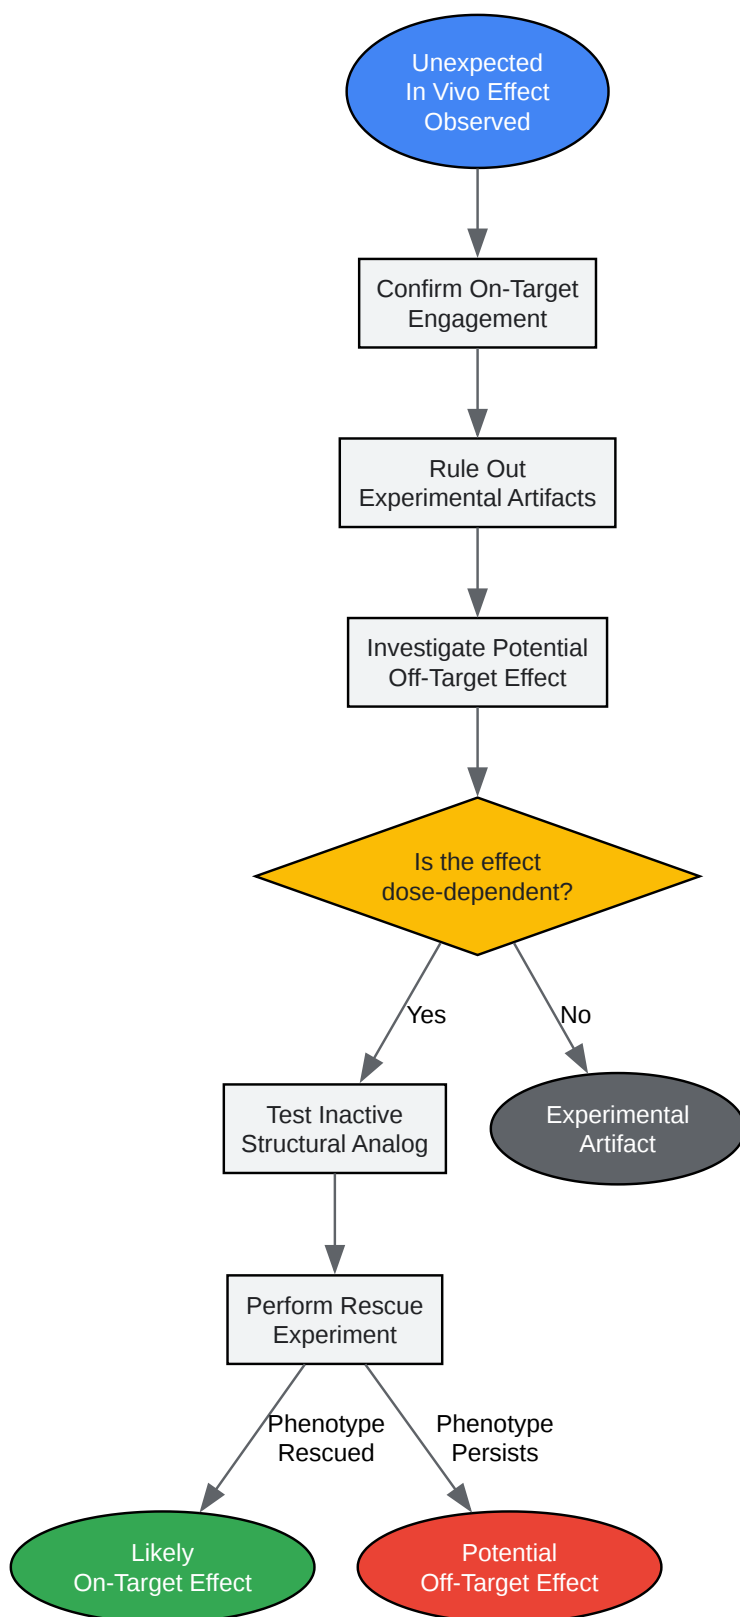 Unexpected
In Vivo Effect
Observed
Confirm On-Target
Engagement
Rule Out
Experimental Artifacts
Investigate Potential
Off-Target Effect
Is the effect
dose-dependent?
Yes
No
Test Inactive
Structural Analog
Experimental
Artifact
Perform Rescue
Experiment
Phenotype
Rescued
Phenotype
Persists
Likely
On-Target Effect
Potential
Off-Target Effect